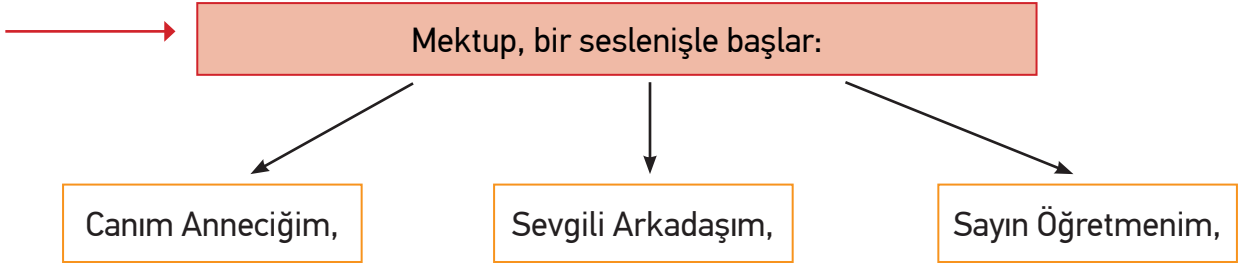 Mektup, bir seslenişle başlar:
Canım Anneciğim,
Sevgili Arkadaşım,
Sayın Öğretmenim,